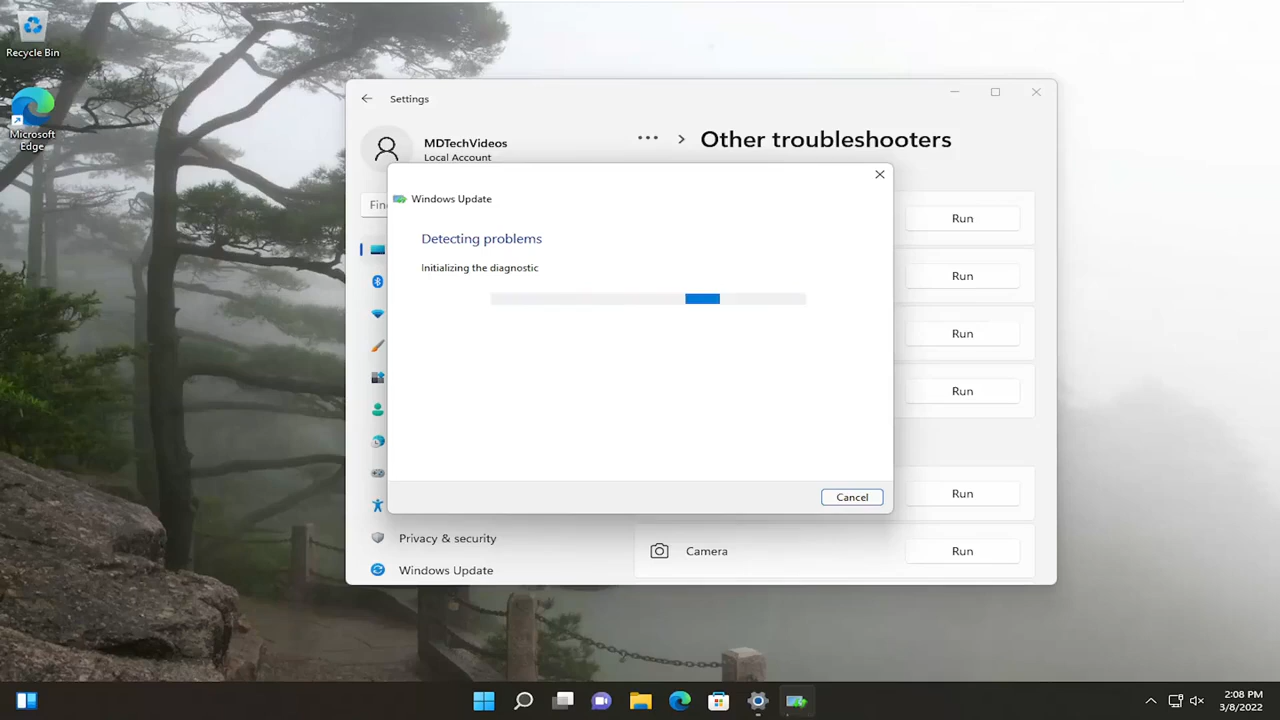 Recycle Bin
Microsoft
Edge
Settings
MDTechVideos
Local Account
••• > Other troubleshooters
Windows Update
Detecting problems
Initializing the diagnostic
Cancel
Run
Run
Run
Run
Run
Privacy & security
Camera
Run
Windows Update
2:08 PM
3/8/2022